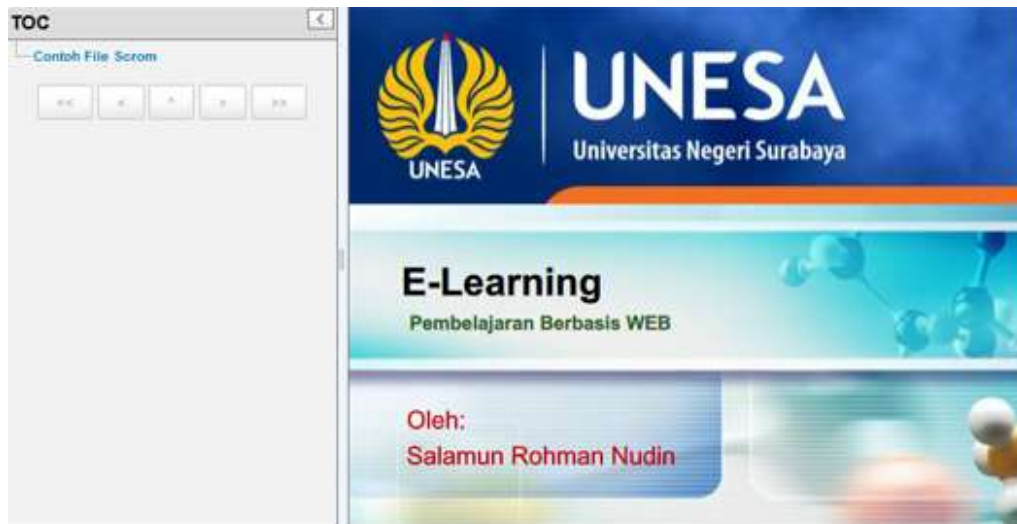 TOC
<
Contoh File Scrom
<< < ^ > >>
UNESA
UNESA
Universitas Negeri Surabaya
E-Learning
Pembelajaran Berbasis WEB
Oleh:
Salamun Rohman Nudin